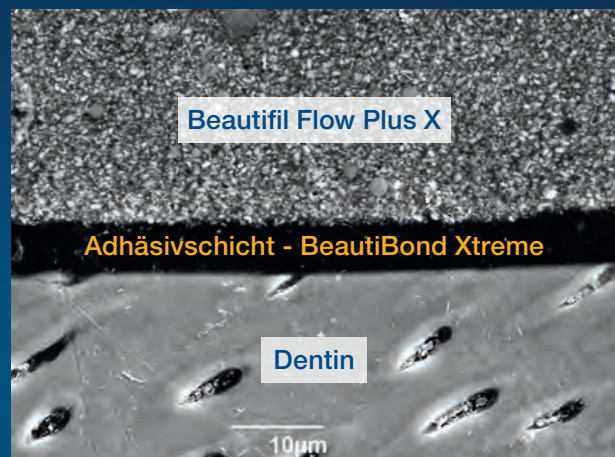 Beautifil Flow Plus X
Adhäsivschicht - BeautiBond Xtreme
Dentin
10µm